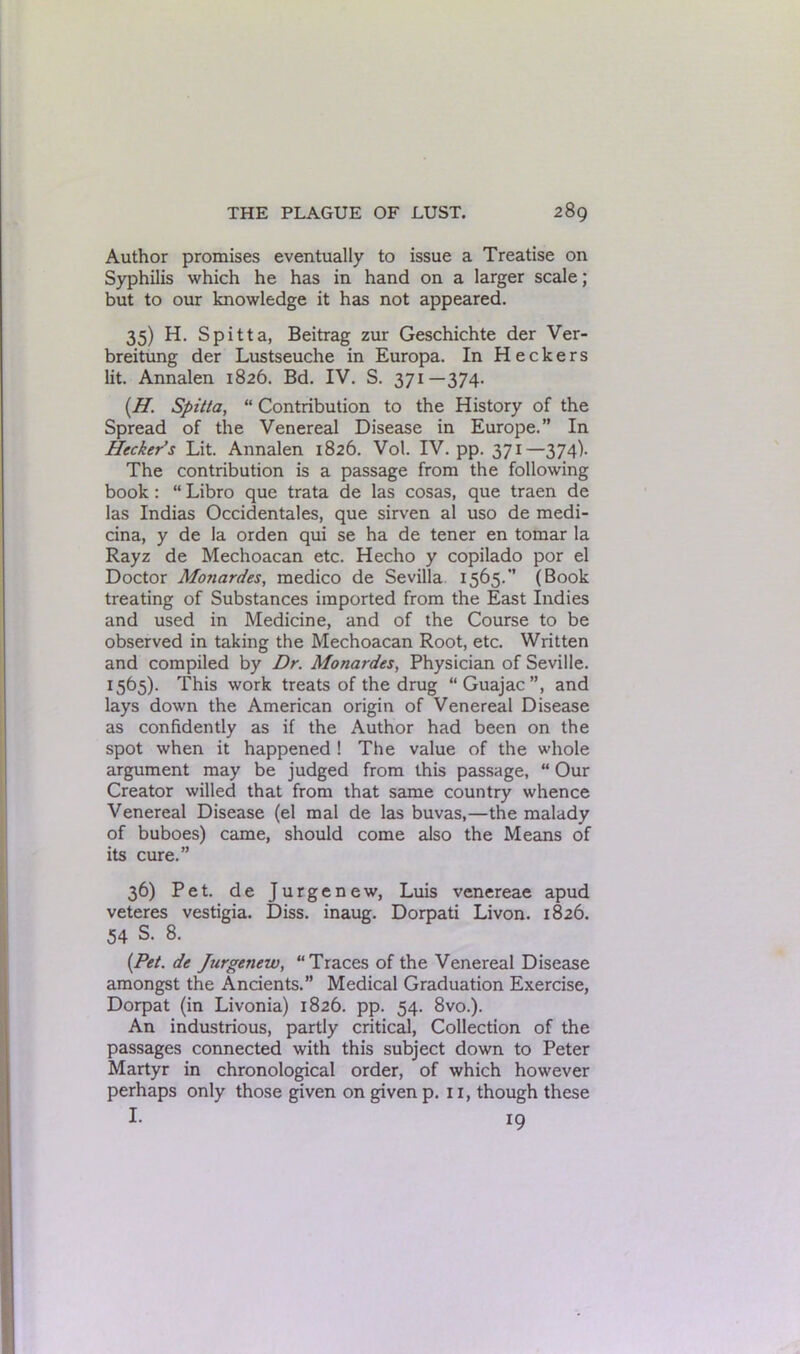 THE PLAGUE OF LUST. 289
Author promises eventually to issue a Treatise on
Syphilis which he has in hand on a larger scale;
but to our knowledge it has not appeared.
35) H. Spitta, Beitrag zur Geschichte der Ver-
breitung der Lustseuche in Europa. In Heckers
lit. Annalen 1826. Bd. IV. S. 371—374.
(H. Spitta, “ Contribution to the History of the
Spread of the Venereal Disease in Europe.” In
Hecker's Lit. Annalen 1826. Vol. IV. pp. 371—374).
The contribution is a passage from the following
book: “ Libro que trata de las cosas, que traen de
las Indias Occidentales, que sirven al uso de medi-
cina, y de la orden qui se ha de tener en tomar la
Rayz de Mechoacan etc. Hecho y copilado por el
Doctor Monardes, medico de Sevilla 1565.” (Book
treating of Substances imported from the East Indies
and used in Medicine, and of the Course to be
observed in taking the Mechoacan Root, etc. Written
and compiled by Dr. Monardes, Physician of Seville.
1565). This work treats of the drug “ Guajac ”, and
lays down the American origin of Venereal Disease
as confidently as if the Author had been on the
spot when it happened ! The value of the whole
argument may be judged from this passage, “ Our
Creator willed that from that same country whence
Venereal Disease (el mal de las buvas,—the malady
of buboes) came, should come also the Means of
its cure.”
36) Pet. de Jurgenew, Luis venereae apud
veteres vestigia. Diss. inaug. Dorpati Livon. 1826.
54 S. 8.
(Pet. de Jurgenew, “ Traces of the Venereal Disease
amongst the Ancients.” Medical Graduation Exercise,
Dorpat (in Livonia) 1826. pp. 54. 8vo.).
An industrious, partly critical, Collection of the
passages connected with this subject down to Peter
Martyr in chronological order, of which however
perhaps only those given on given p. 11, though these
I. 19